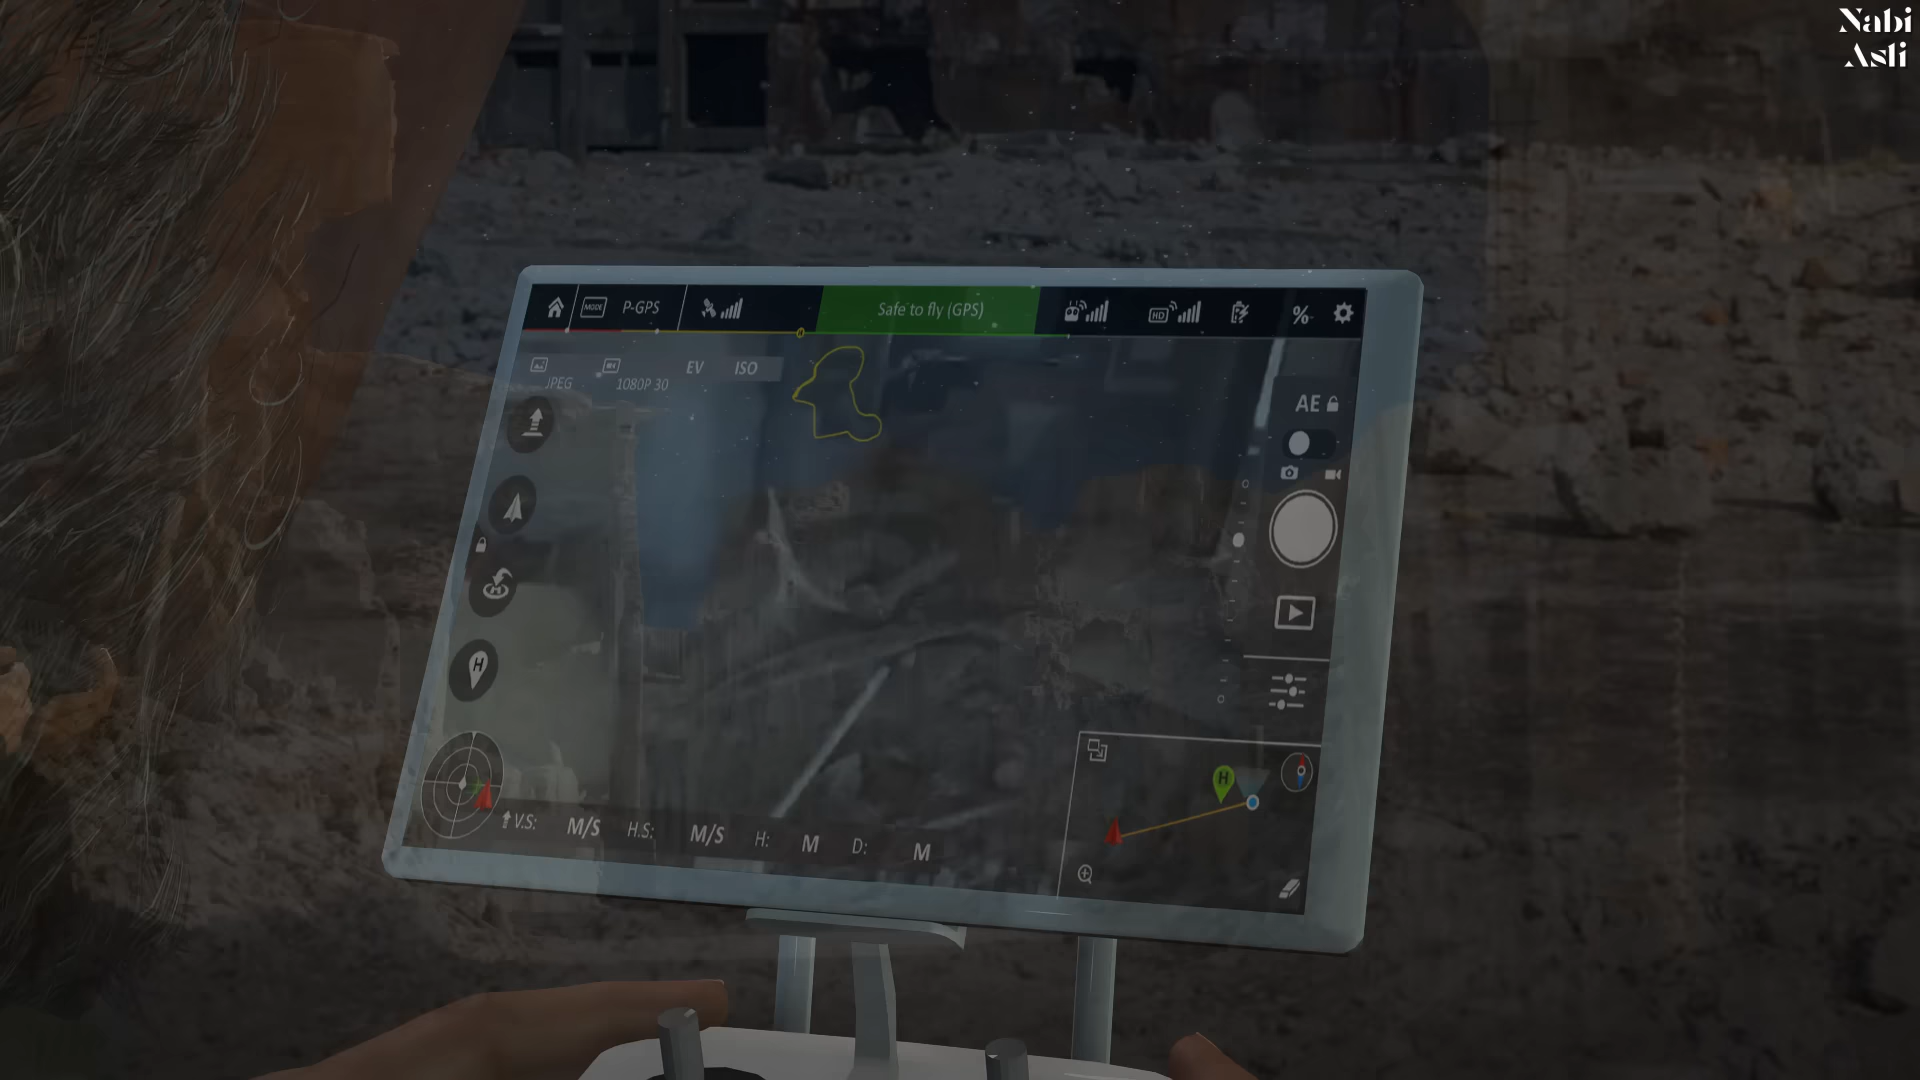 Nabi
Asli
MODE P-GPS Safe to fly (GPS) HD %
JPEG 1080P 30 EV ISO
AE
H
H
V.S: M/S H.S: M/S H: M D: M